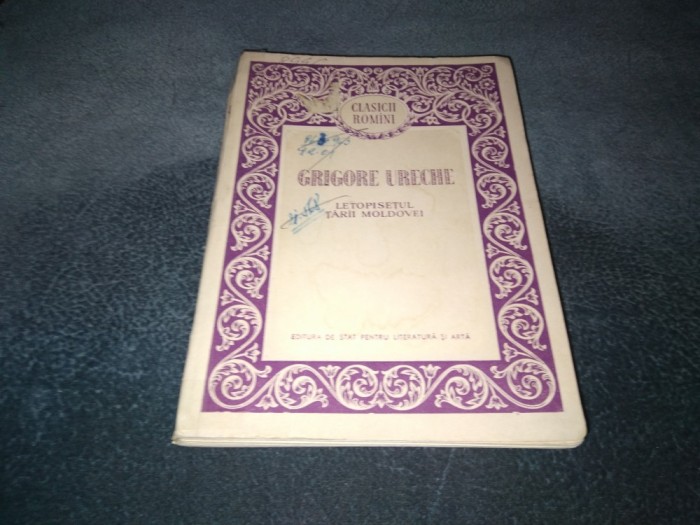 CLASICII
ROMÎNI
GRIGORE URECHE
LETOPISEȚUL
ȚĂRII MOLDOVEI
EDITURA DE STAT PENTRU LITERATURĂ ȘI ARTĂ